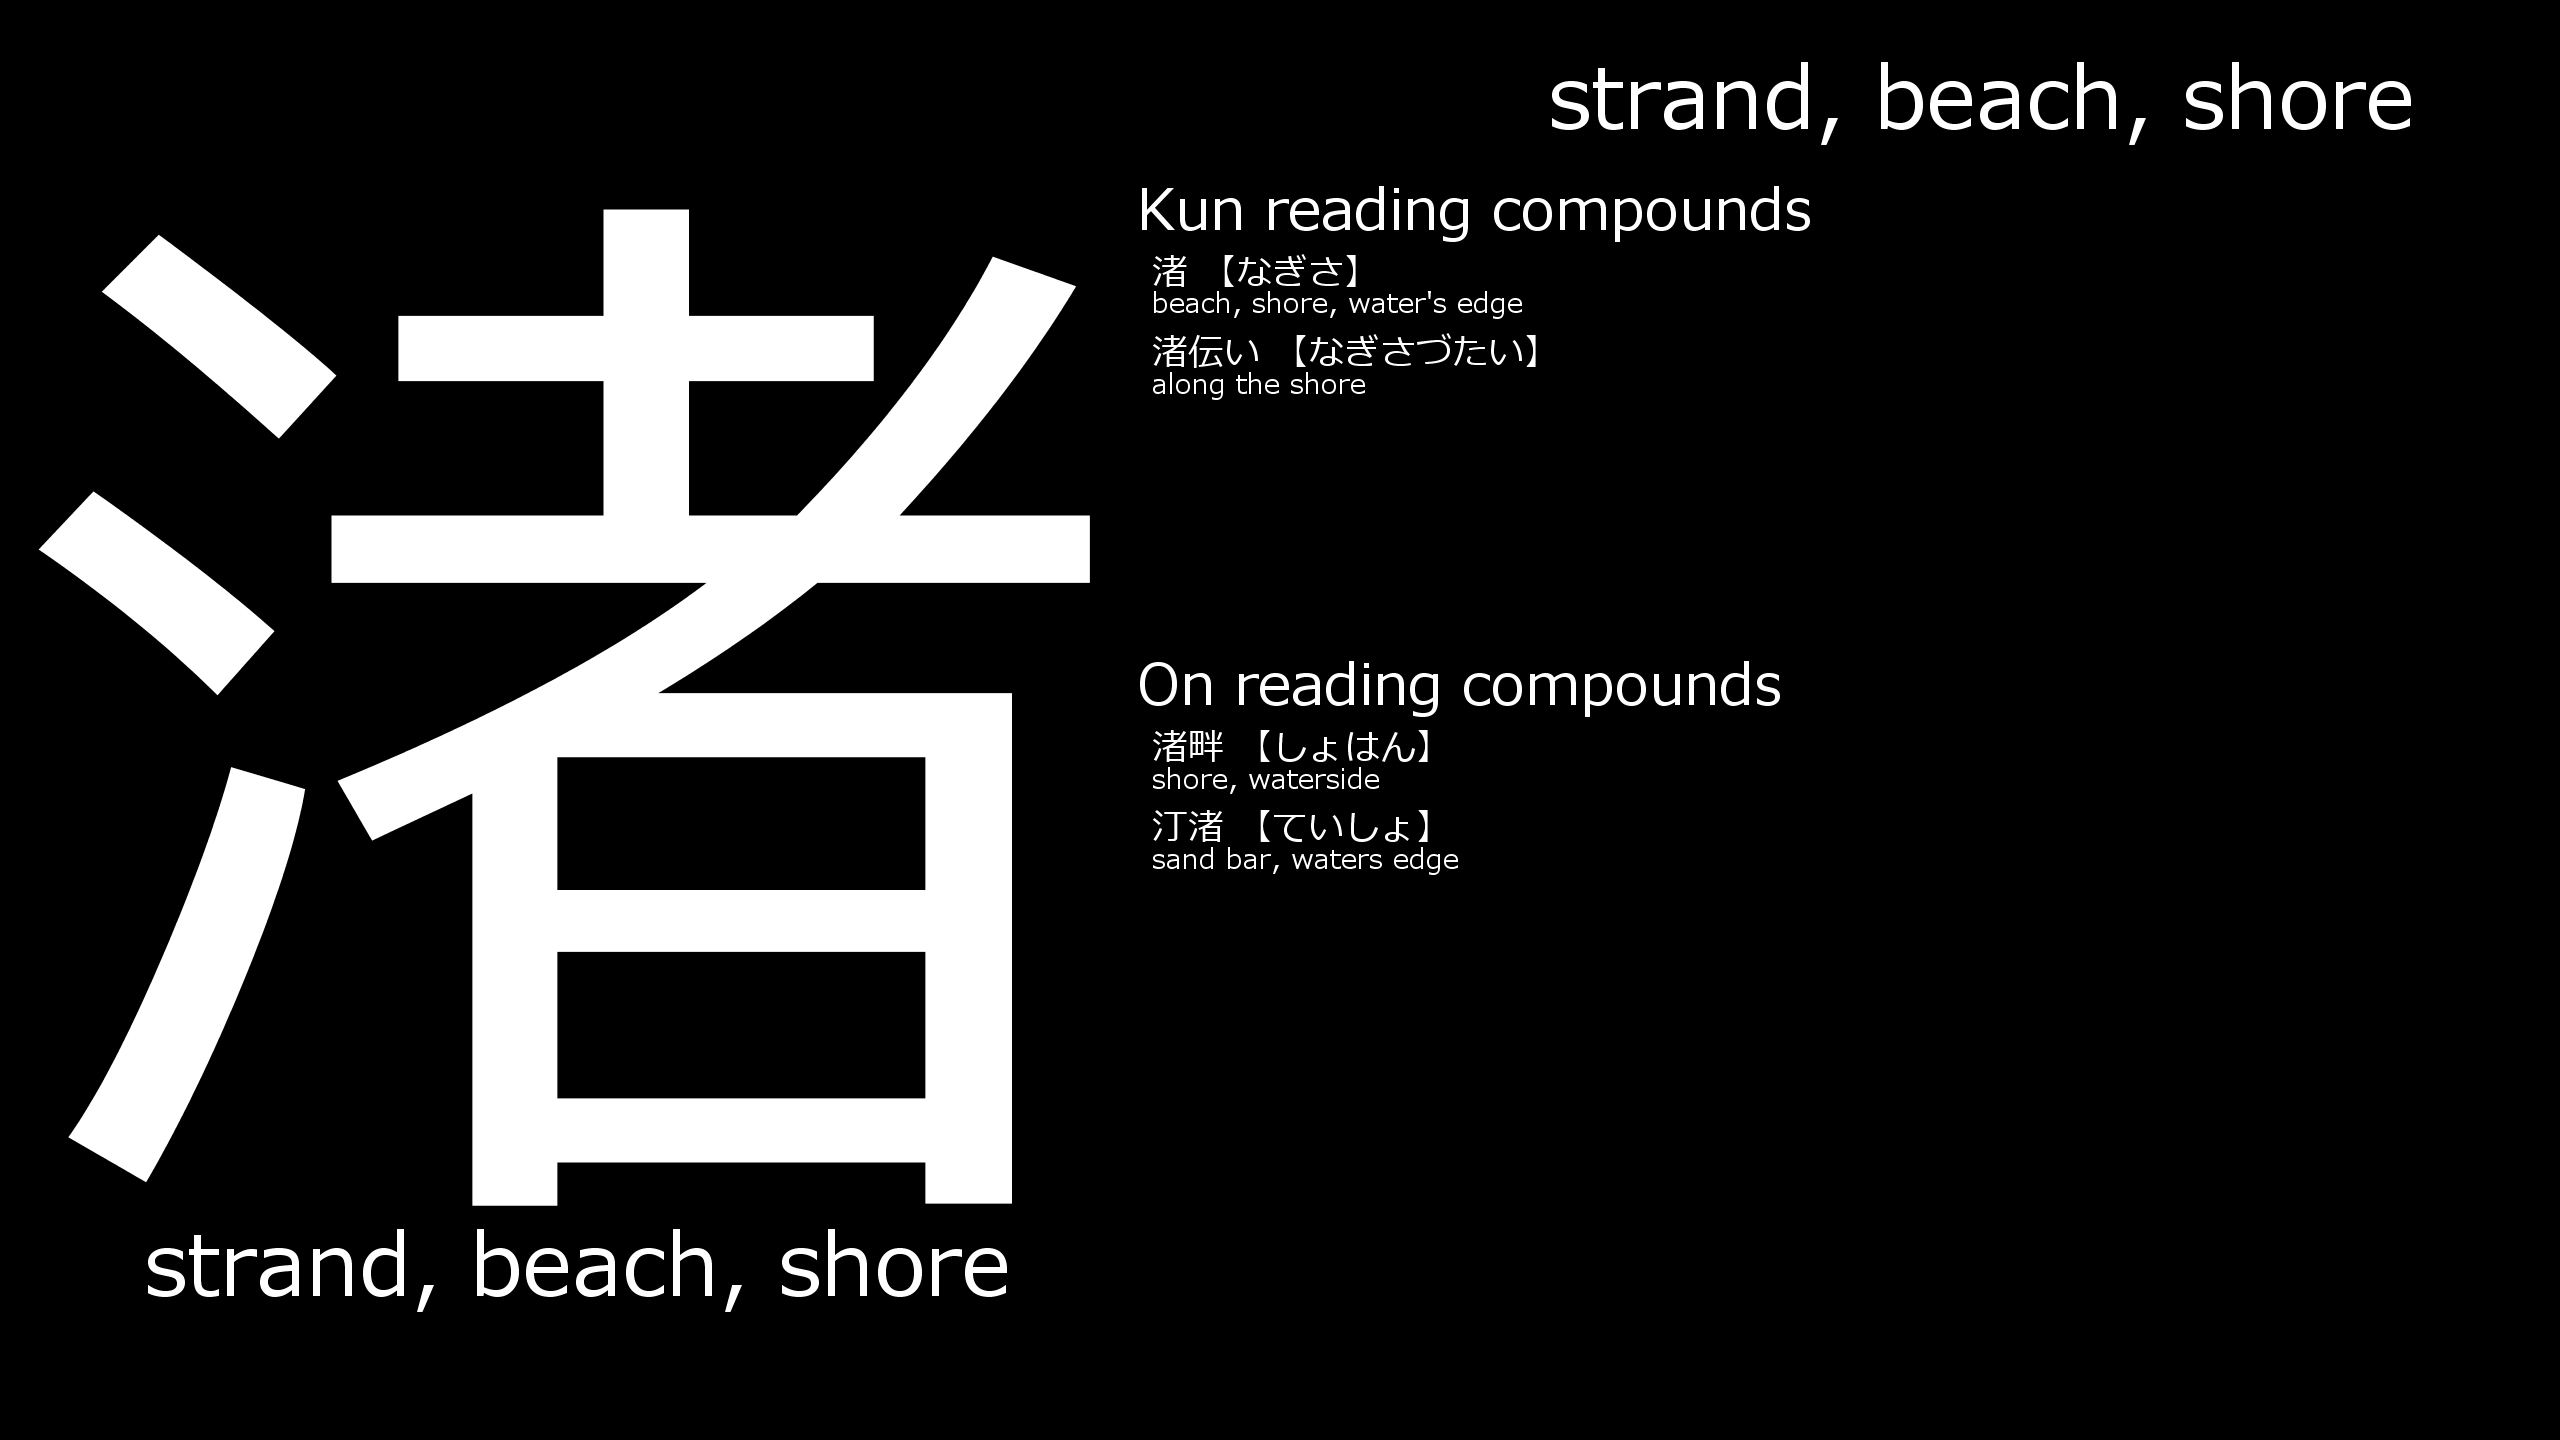 strand, beach, shore
渚
strand, beach, shore
Kun reading compounds
渚 【なぎさ】
beach, shore, water's edge
渚伝い 【なぎさづたい】
along the shore
On reading compounds
渚畔 【しょはん】
shore, waterside
汀渚 【ていしょ】
sand bar, waters edge